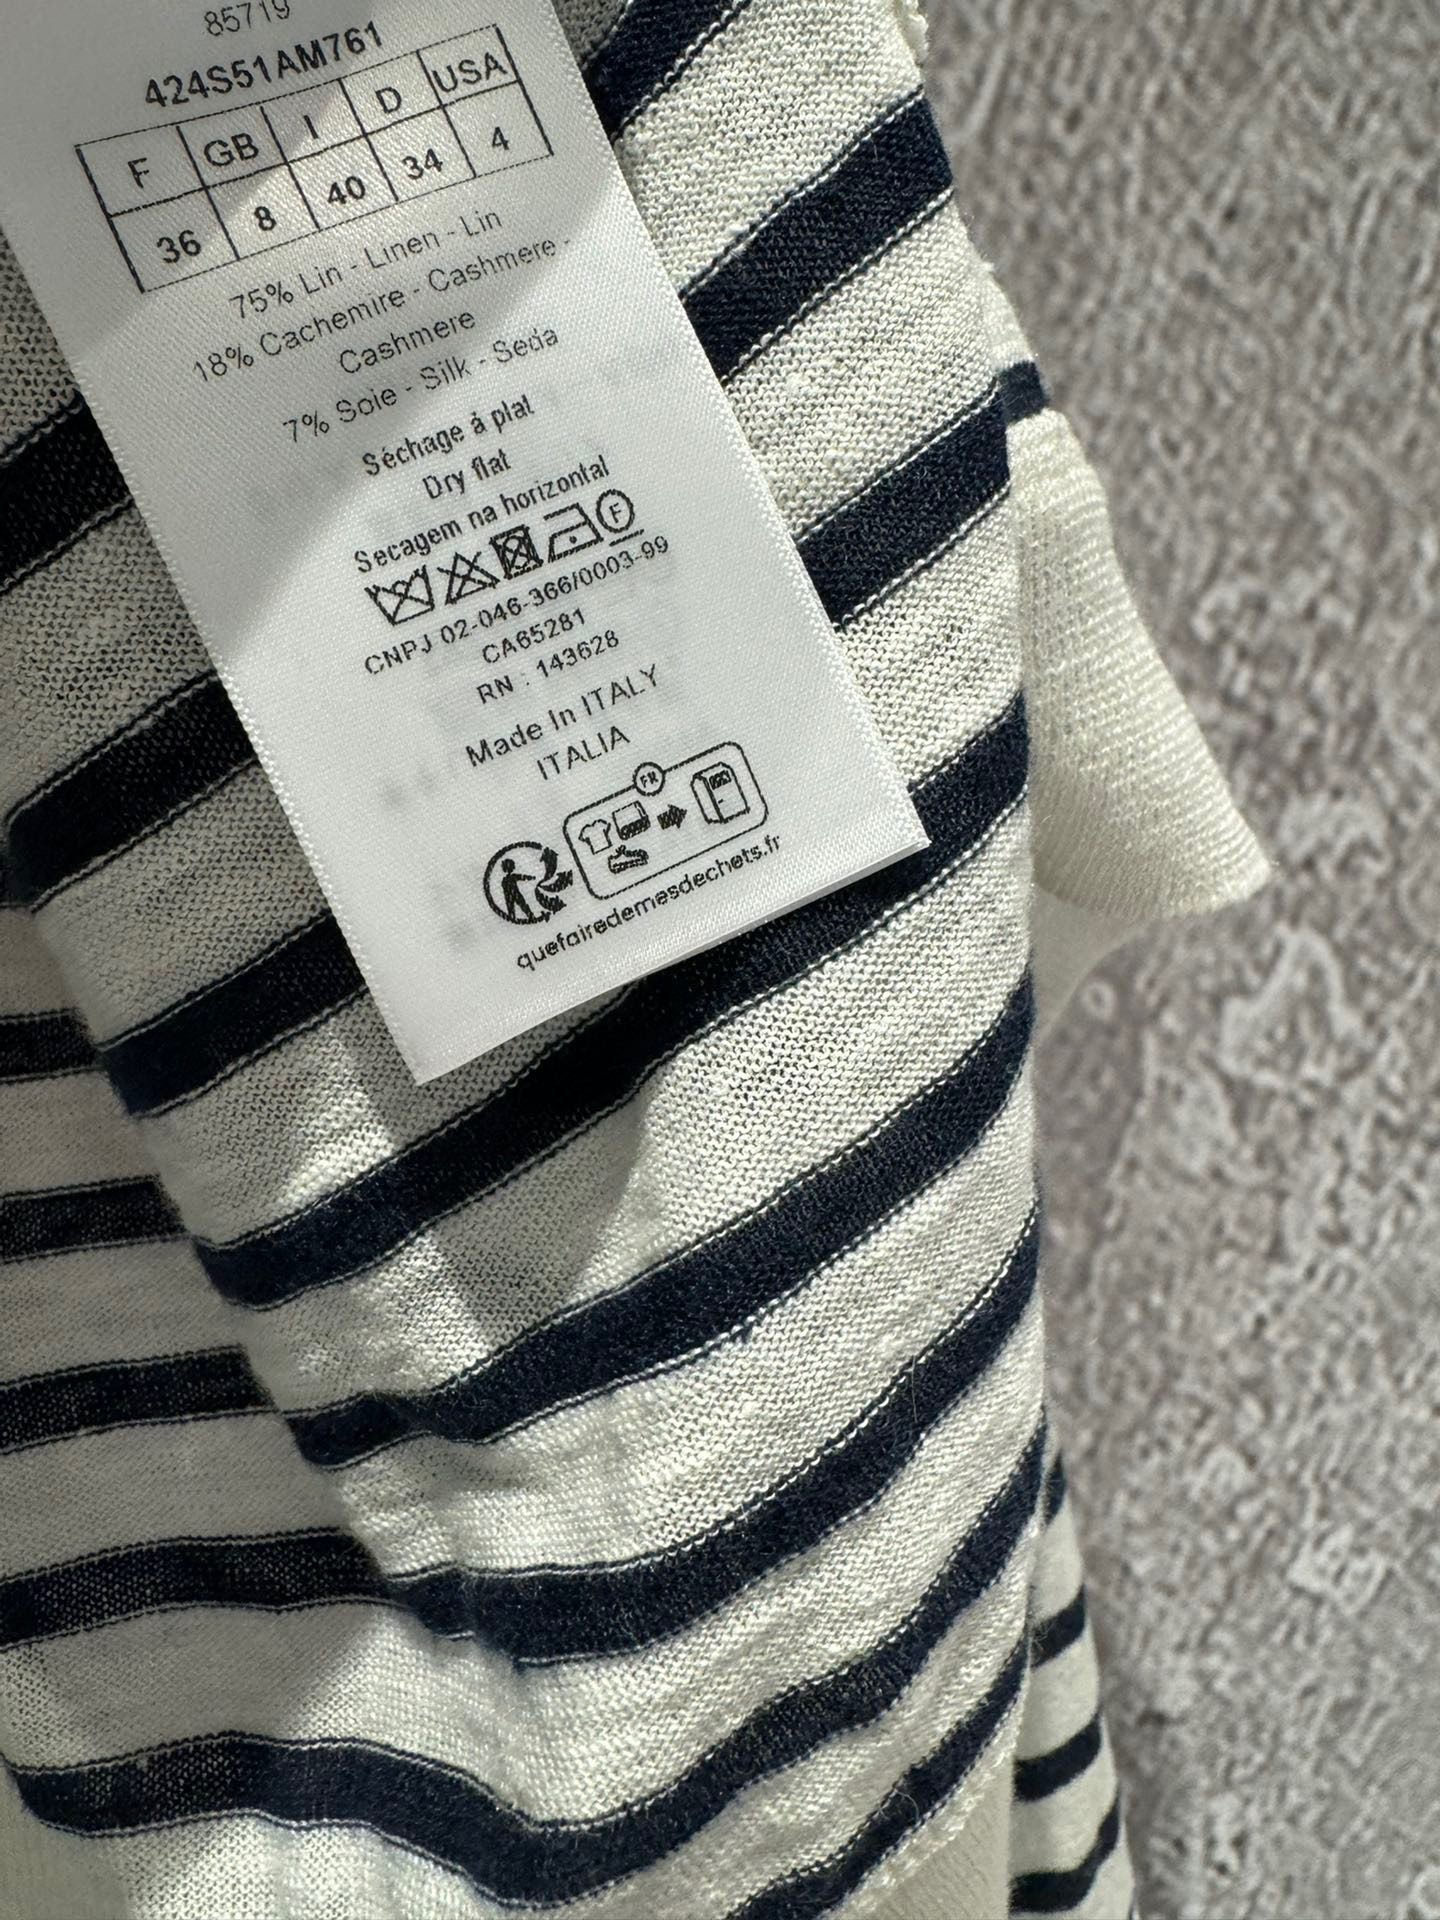 85719
424S51AM761
F GB I D USA
36 8 40 34 4
75% Lin - Linen - Lin
18% Cachemire - Cashmere -
Cashmere
7% Soie - Silk - Seda
Séchage à plat
Dry flat
Secagem na horizontal
F
CNPJ 02-046-366/0003-99
CA65281
RN : 143628
Made In ITALY
ITALIA
FR
quefairedemesdechets.fr